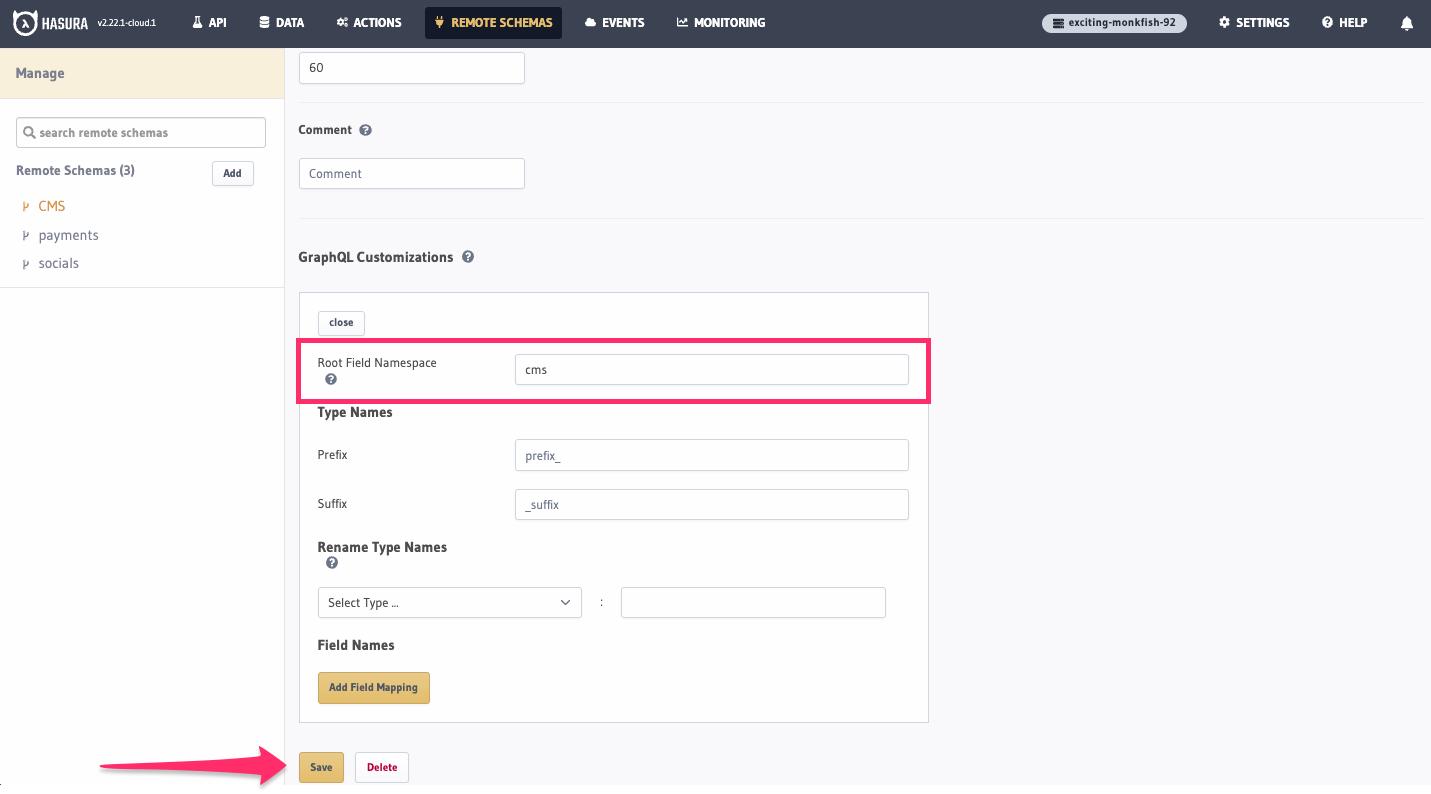 HASURA v2.22.1-cloud.1 API DATA ACTIONS REMOTE SCHEMAS EVENTS MONITORING exciting-monkfish-92 SETTINGS HELP
Manage
search remote schemas
Remote Schemas (3) Add
CMS
payments
socials
60
Comment
Comment
GraphQL Customizations
close
Root Field Namespace cms
Type Names
Prefix prefix_
Suffix _suffix
Rename Type Names
Select Type ... :
Field Names
Add Field Mapping
Save Delete